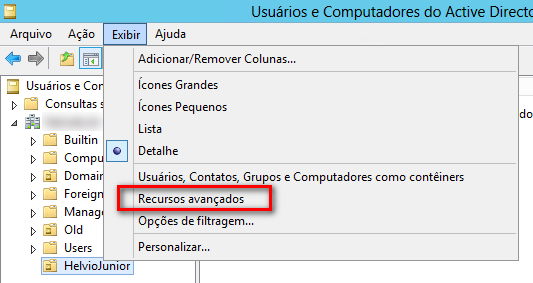 Usuários e Computadores do Active Directo
Arquivo Ação Exibir Ajuda
Adicionar/Remover Colunas...
Usuários e Com
Ícones Grandes
Consultas s
Ícones Pequenos
do
Lista
Builtin
Detalhe
Compu
Domain
Usuários, Contatos, Grupos e Computadores como contêiners
Foreign
Recursos avançados
Manage
Opções de filtragem...
Old
Users
Personalizar...
HelvioJunior